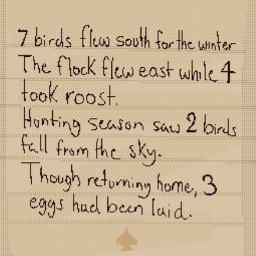 7 birds flew south for the winter
The flock flew east while 4
took roost.
Hunting season saw 2 birds
fall from the sky.
Though returning home, 3
eggs had been laid.